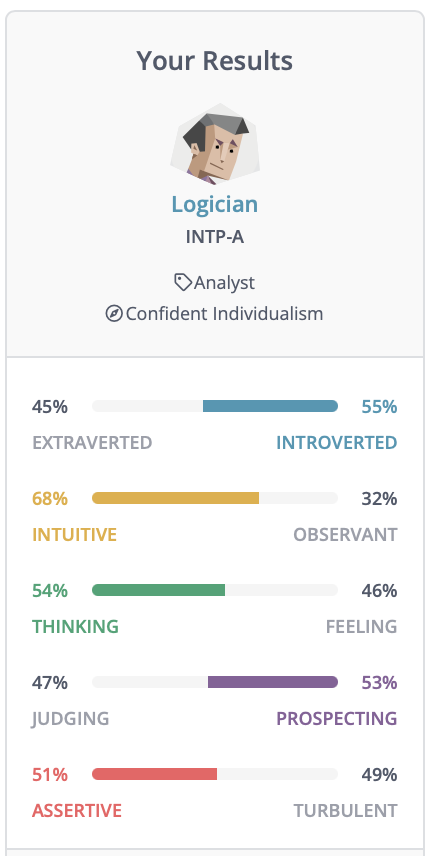 Your Results
Logician
INTP-A
Analyst
Confident Individualism
45% 55%
EXTRAVERTED INTROVERTED
68% 32%
INTUITIVE OBSERVANT
54% 46%
THINKING FEELING
47% 53%
JUDGING PROSPECTING
51% 49%
ASSERTIVE TURBULENT